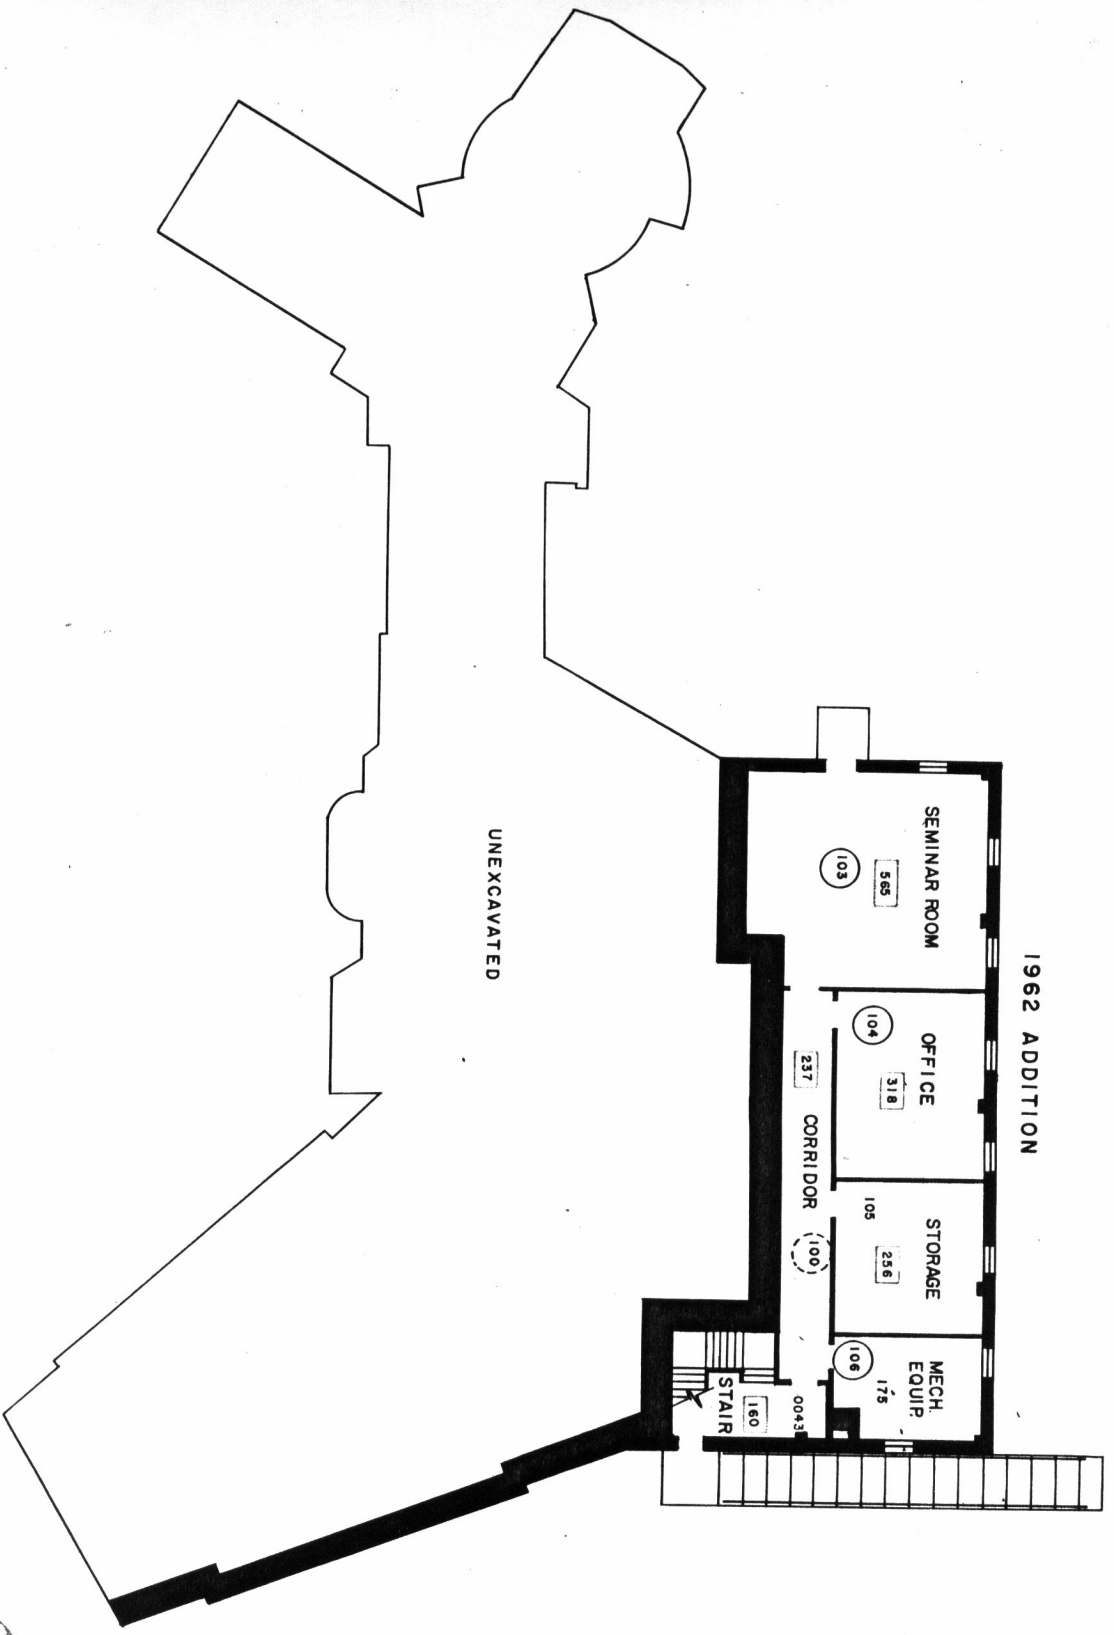 1962 ADDITION
SEMINAR ROOM
565
103
OFFICE
318
104
STORAGE
256
105
MECH.
EQUIP.
175
106
237
CORRIDOR
100
0043
160
STAIR
UNEXCAVATED